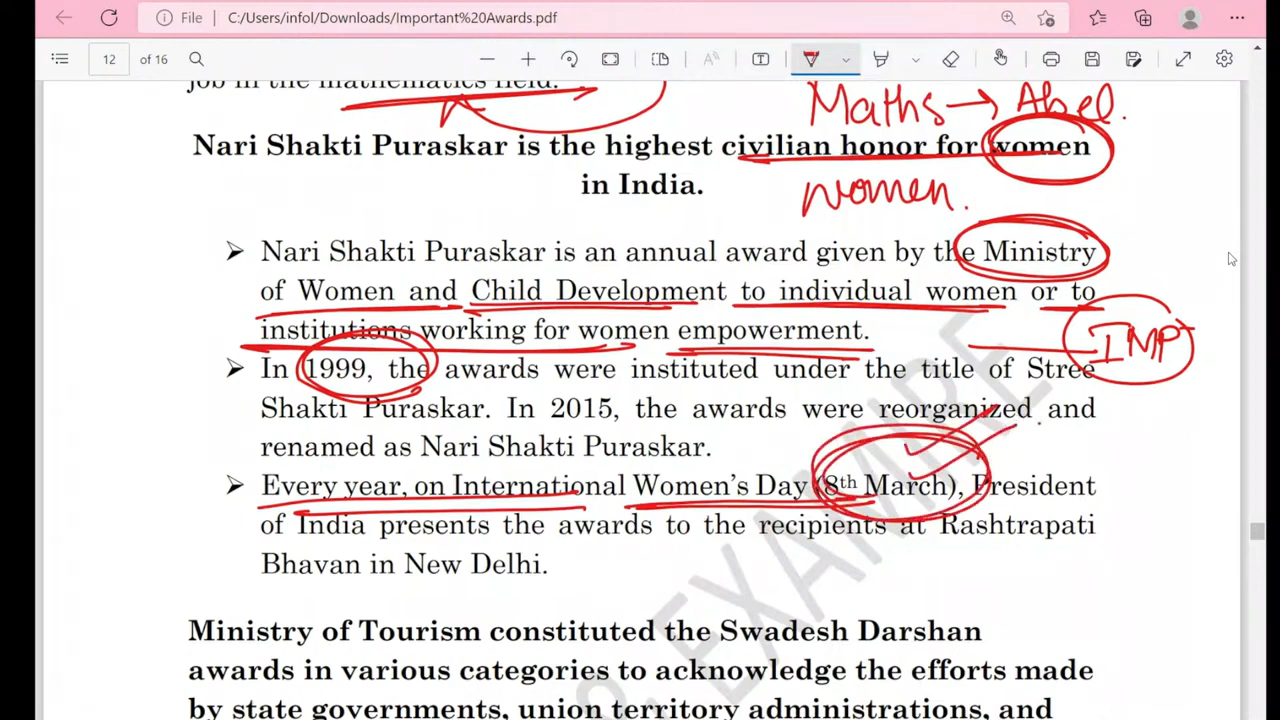 File C:/Users/infol/Downloads/Important%20Awards.pdf
12 of 16
job in the mathematics field.
Maths → Abel.
Nari Shakti Puraskar is the highest civilian honor for women
in India.
women.
➢ Nari Shakti Puraskar is an annual award given by the Ministry
of Women and Child Development to individual women or to
institutions working for women empowerment.
IMP
➢ In 1999, the awards were instituted under the title of Stree
Shakti Puraskar. In 2015, the awards were reorganized and
renamed as Nari Shakti Puraskar.
➢ Every year, on International Women's Day (8th March), President
of India presents the awards to the recipients at Rashtrapati
Bhavan in New Delhi.
Ministry of Tourism constituted the Swadesh Darshan
awards in various categories to acknowledge the efforts made
by state governments, union territory administrations, and